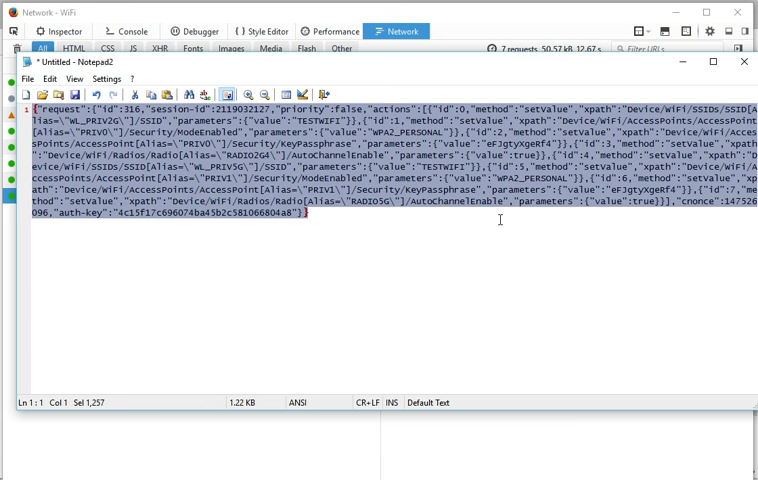 Network - WiFi
Inspector Console Debugger { } Style Editor Performance Network
All HTML CSS JS XHR Fonts Images Media Flash Other 7 requests, 50.57 KB, 12.67 s Filter URLs
* Untitled - Notepad2
File Edit View Settings ?
1 {"request":{"id":316,"session-id":2119032127,"priority":false,"actions":[{"id":0,"method":"setValue","xpath":"Device/WiFi/SSIDs/SSID[A
lias=\"WL_PRIV2G\"]/SSID","parameters":{"value":"TESTWIFI"}},{"id":1,"method":"setValue","xpath":"Device/WiFi/AccessPoints/AccessPoint
[Alias=\"PRIV0\"]/Security/ModeEnabled","parameters":{"value":"WPA2_PERSONAL"}},{"id":2,"method":"setValue","xpath":"Device/WiFi/Acces
sPoints/AccessPoint[Alias=\"PRIV0\"]/Security/KeyPassphrase","parameters":{"value":"eFJgtyXgeRf4"}},{"id":3,"method":"setValue","xpath"
:"Device/WiFi/Radios/Radio[Alias=\"RADIO2G4\"]/AutoChannelEnable","parameters":{"value":true}},{"id":4,"method":"setValue","xpath":"D
evice/WiFi/SSIDs/SSID[Alias=\"WL_PRIV5G\"]/SSID","parameters":{"value":"TESTWIFI"}},{"id":5,"method":"setValue","xpath":"Device/WiFi/A
ccessPoints/AccessPoint[Alias=\"PRIV1\"]/Security/ModeEnabled","parameters":{"value":"WPA2_PERSONAL"}},{"id":6,"method":"setValue","xp
ath":"Device/WiFi/AccessPoints/AccessPoint[Alias=\"PRIV1\"]/Security/KeyPassphrase","parameters":{"value":"eFJgtyXgeRf4"}},{"id":7,"me
thod":"setValue","xpath":"Device/WiFi/Radios/Radio[Alias=\"RADIO5G\"]/AutoChannelEnable","parameters":{"value":true}}],"cnonce":147526
096,"auth-key":"4c15f17c696074ba45b2c581066804a8"}}
Ln 1 : 1 Col 1 Sel 1,257 1.22 KB ANSI CR+LF INS Default Text